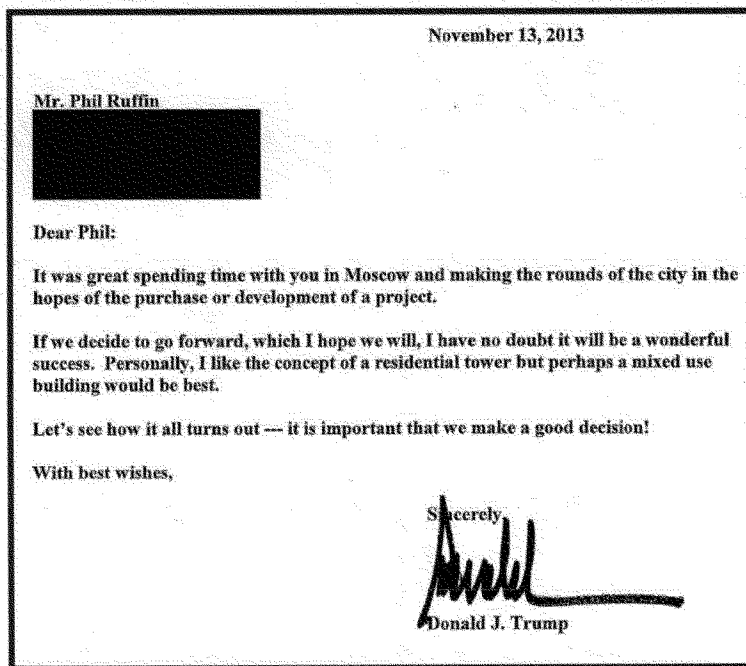 November 13, 2013
Mr. Phil Ruffin
Dear Phil:
It was great spending time with you in Moscow and making the rounds of the city in the
hopes of the purchase or development of a project.
If we decide to go forward, which I hope we will, I have no doubt it will be a wonderful
success. Personally, I like the concept of a residential tower but perhaps a mixed use
building would be best.
Let's see how it all turns out --- it is important that we make a good decision!
With best wishes,
Sincerely,
Donald J. Trump